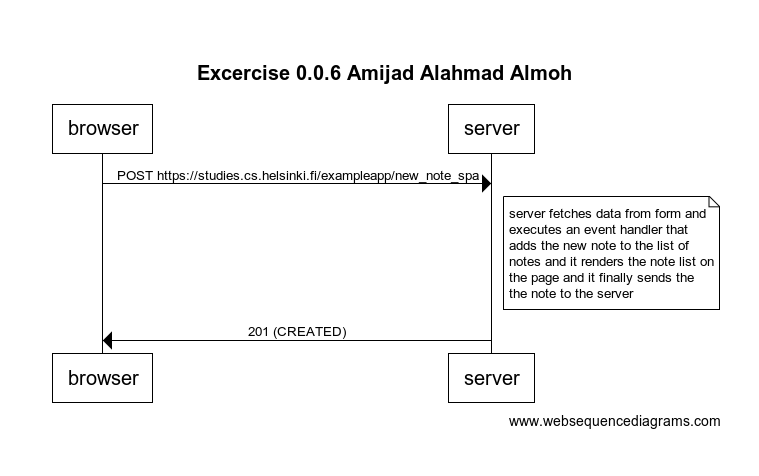 Excercise 0.0.6 Amijad Alahmad Almoh
browser
server
POST https://studies.cs.helsinki.fi/exampleapp/new_note_spa
server fetches data from form and
executes an event handler that
adds the new note to the list of
notes and it renders the note list on
the page and it finally sends the
the note to the server
201 (CREATED)
browser
server
www.websequencediagrams.com